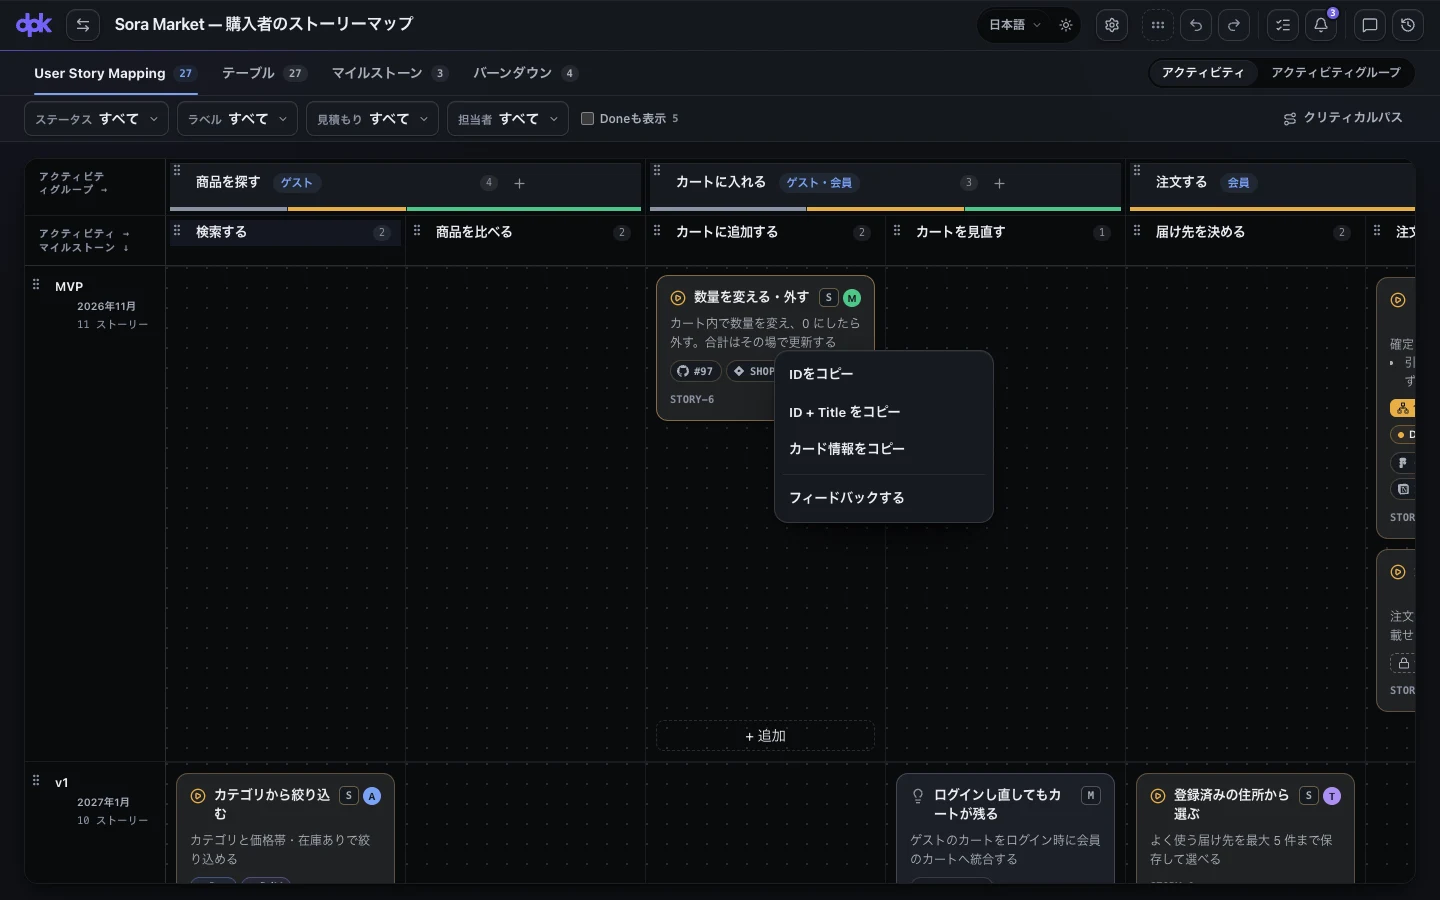 dpk
Sora Market — 購入者のストーリーマップ
日本語
3
User Story Mapping 27
テーブル 27
マイルストーン 3
バーンダウン 4
アクティビティ
アクティビティグループ
ステータス すべて
ラベル すべて
見積もり すべて
担当者 すべて
Doneも表示 5
クリティカルパス
アクティビテ
ィグループ →
商品を探す ゲスト 4 +
カートに入れる ゲスト・会員 3 +
注文する 会員
アクティビティ →
マイルストーン ↓
検索する 2
商品を比べる 2
カートに追加する 2
カートを見直す 1
届け先を決める 2
注文
MVP
2026年11月
11 ストーリー
数量を変える・外す S M
カート内で数量を変え、0 にしたら
外す。合計はその場で更新する
#97 SHOP
STORY-6
IDをコピー
ID + Title をコピー
カード情報をコピー
フィードバックする
確定
• 引
ず
D
STOR
注文
載せ
STOR
+ 追加
v1
2027年1月
10 ストーリー
カテゴリから絞り込
む
S A
カテゴリと価格帯・在庫ありで絞
り込める
ログインし直してもカ
ートが残る
M
ゲストのカートをログイン時に会員
のカートへ統合する
登録済みの住所から
選ぶ
S T
よく使う届け先を最大 5 件まで保
存して選べる